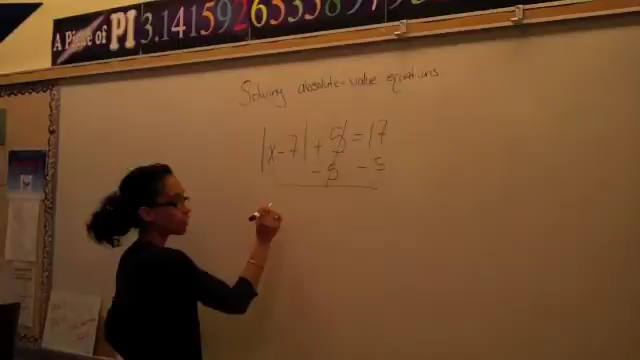 A Piece of PI 3.14159265358979
Solving absolute-value equations
|x - 7| + 5 = 17
- 5 - 5